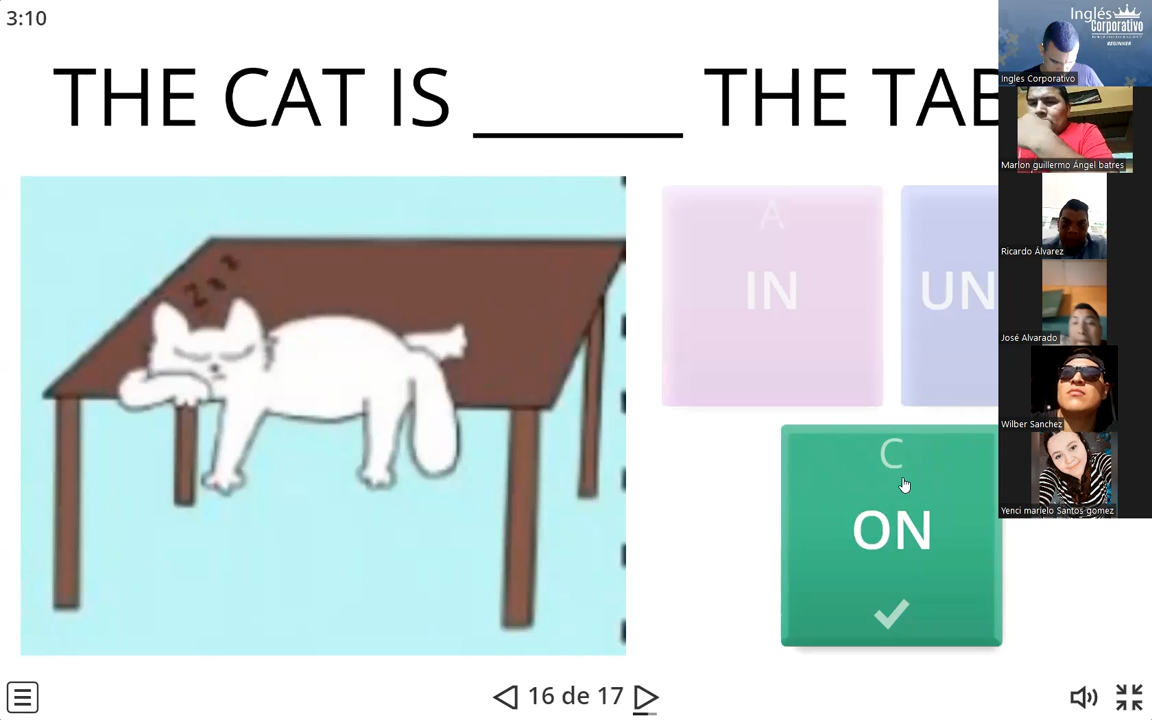 3:10
THE CAT IS ______ THE TAB
Inglés
Corporativo
BEGINNER
Ingles Corporativo
Marlon guillermo Ángel batres
Ricardo Álvarez
José Alvarado
Wilber Sanchez
Yenci marielo Santos gomez
Z z z
A
IN
UN
C
ON
16 de 17